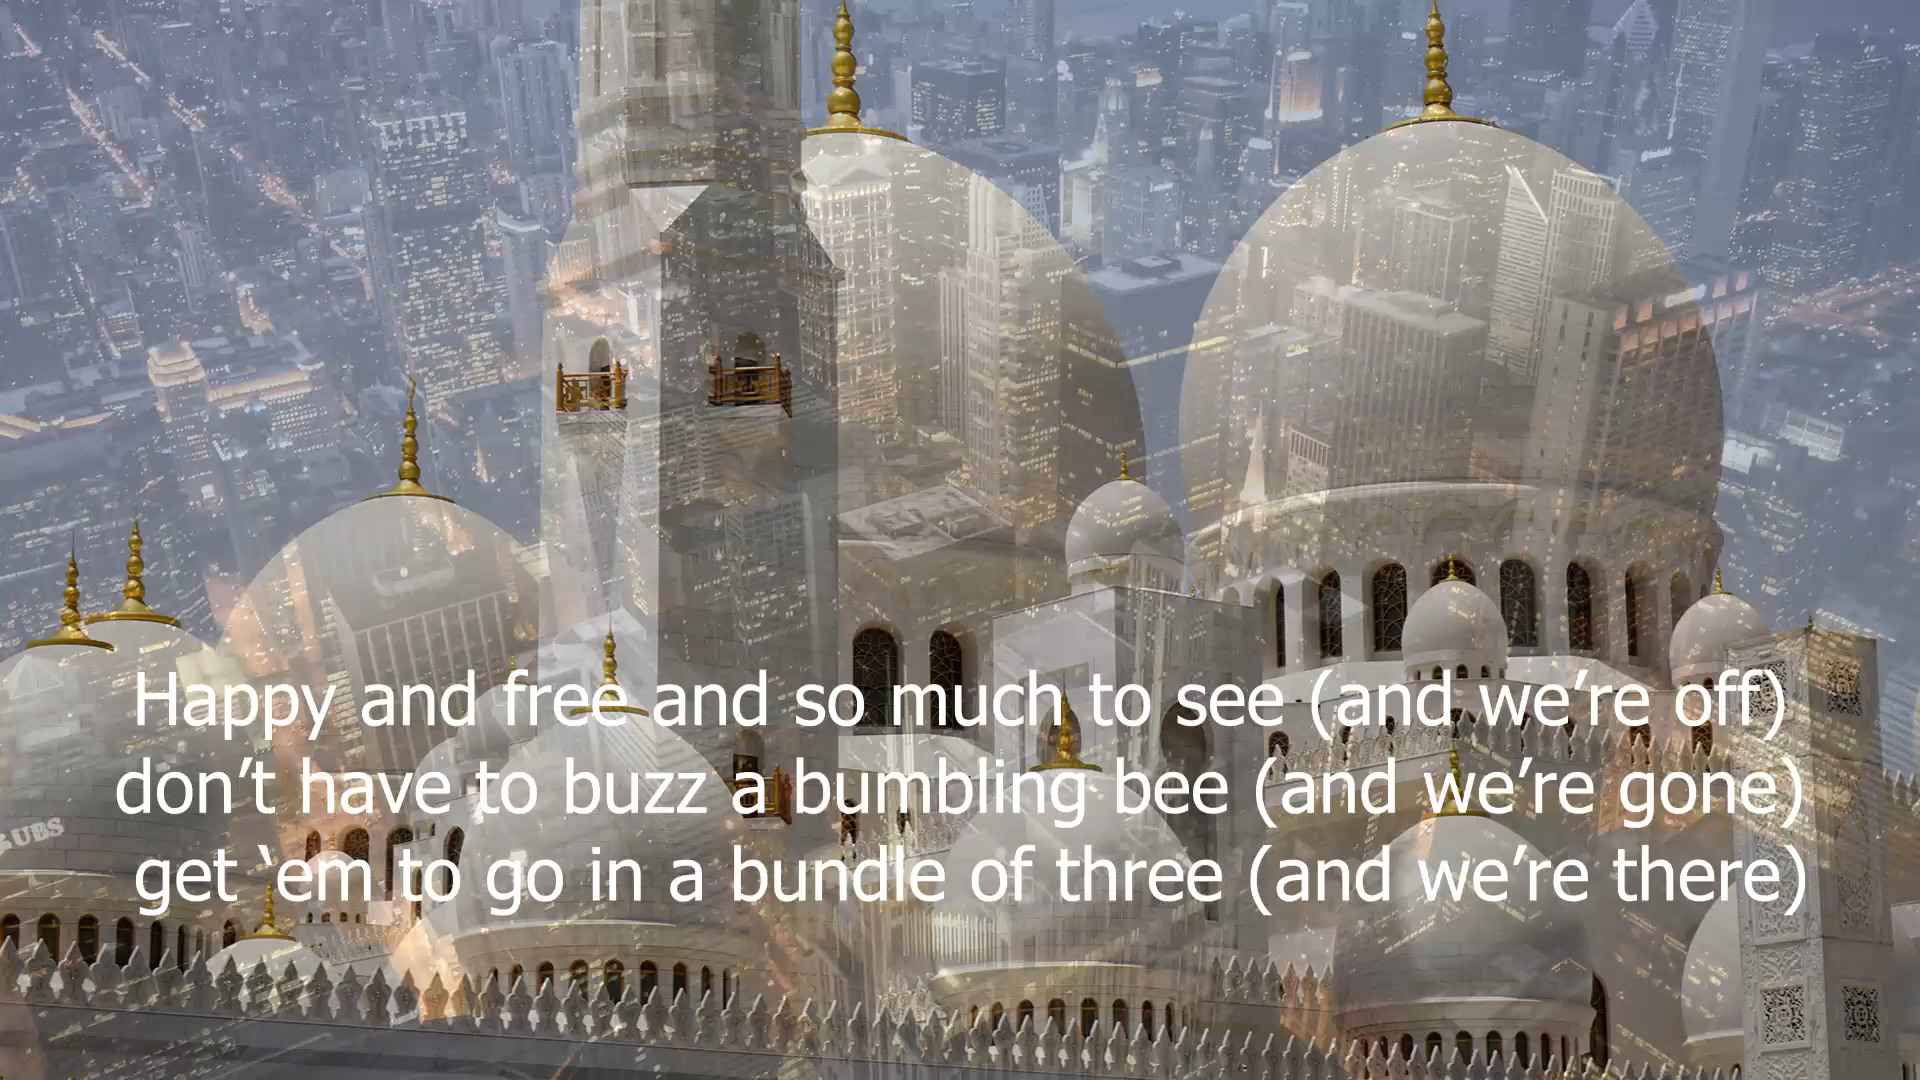 Happy and free and so much to see (and we’re off)
don’t have to buzz a bumbling bee (and we’re gone)
get ‘em to go in a bundle of three (and we’re there)
UBS